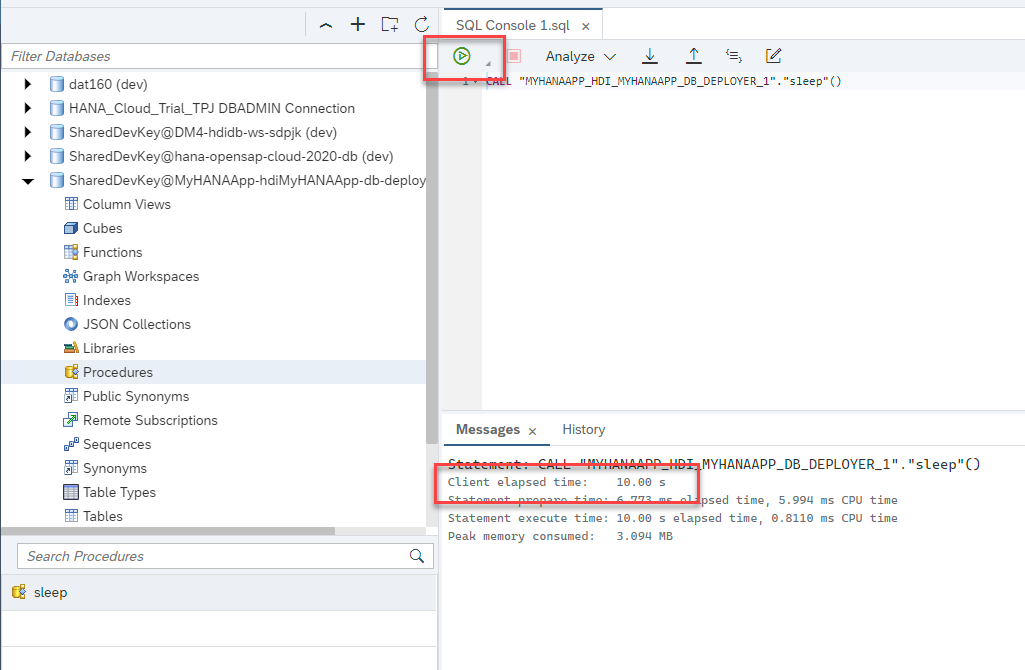 Filter Databases
dat160 (dev)
HANA_Cloud_Trial_TPJ DBADMIN Connection
SharedDevKey@DM4-hdidb-ws-sdpjk (dev)
SharedDevKey@hana-opensap-cloud-2020-db (dev)
SharedDevKey@MyHANAApp-hdiMyHANAApp-db-deploy
Column Views
Cubes
Functions
Graph Workspaces
Indexes
JSON Collections
Libraries
Procedures
Public Synonyms
Remote Subscriptions
Sequences
Synonyms
Table Types
Tables
Search Procedures
sleep
SQL Console 1.sql
Analyze
1 CALL "MYHANAAPP_HDI_MYHANAAPP_DB_DEPLOYER_1"."sleep"()
Messages History
Statement: CALL "MYHANAAPP_HDI_MYHANAAPP_DB_DEPLOYER_1"."sleep"()
Client elapsed time: 10.00 s
Statement prepare time: 6.773 ms elapsed time, 5.994 ms CPU time
Statement execute time: 10.00 s elapsed time, 0.8110 ms CPU time
Peak memory consumed: 3.094 MB